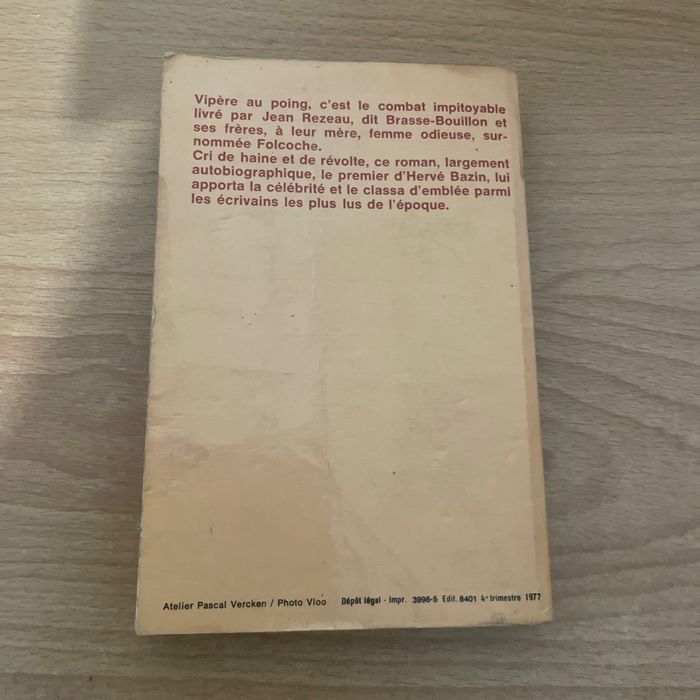 Vipère au poing, c'est le combat impitoyable
livré par Jean Rezeau, dit Brasse-Bouillon et
ses frères, à leur mère, femme odieuse, sur-
nommée Folcoche.
Cri de haine et de révolte, ce roman, largement
autobiographique, le premier d'Hervé Bazin, lui
apporta la célébrité et le classa d'emblée parmi
les écrivains les plus lus de l'époque.
Atelier Pascal Vercken / Photo Vloo Dépôt légal - Impr. 3996-5 Edit. 8401 4e trimestre 1977